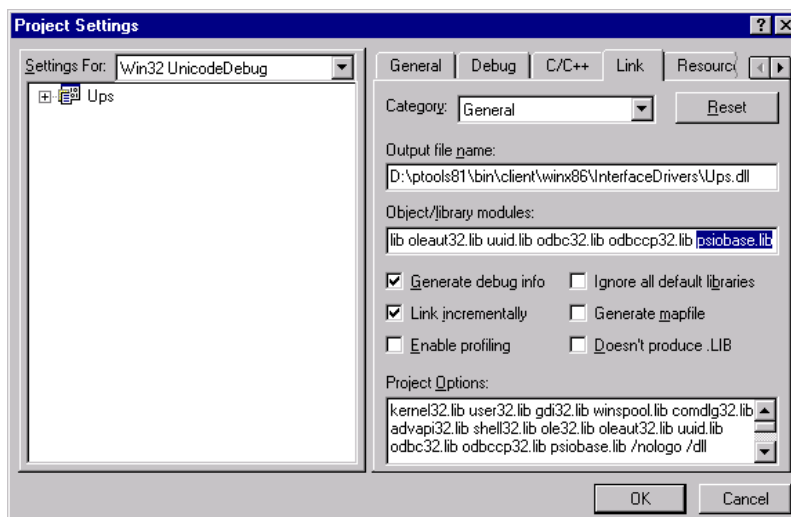 Project Settings
Settings For: Win32 UnicodeDebug
Ups
General Debug C/C++ Link Resourc
Category: General Reset
Output file name:
D:\ptools81\bin\client\winx86\InterfaceDrivers\Ups.dll
Object/library modules:
lib oleaut32.lib uuid.lib odbc32.lib odbccp32.lib psiobase.lib
Generate debug info Ignore all default libraries
Link incrementally Generate mapfile
Enable profiling Doesn't produce .LIB
Project Options:
kernel32.lib user32.lib gdi32.lib winspool.lib comdlg32.lib
advapi32.lib shell32.lib ole32.lib oleaut32.lib uuid.lib
odbc32.lib odbccp32.lib psiobase.lib /nologo /dll
OK Cancel